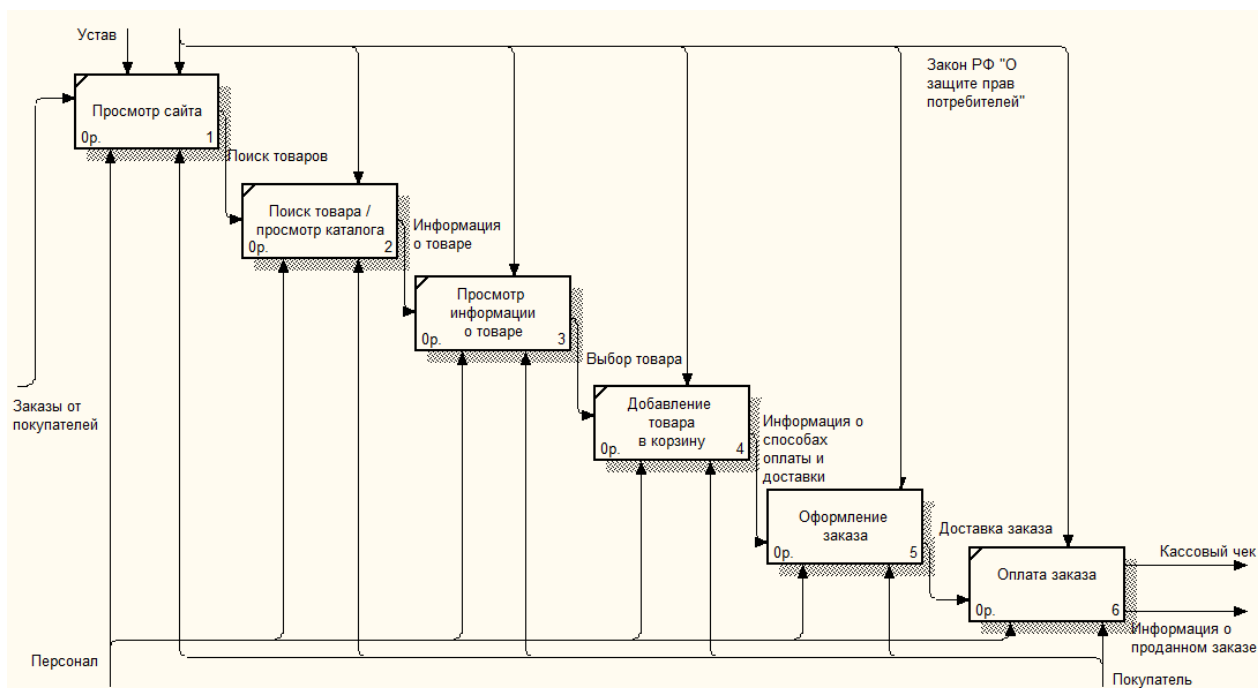 Устав
Закон РФ "О
защите прав
потребителей"
Просмотр сайта
0р. 1
Поиск товаров
Поиск товара /
просмотр каталога
0р. 2
Информация
о товаре
Просмотр
информации
о товаре
0р. 3
Выбор товара
Заказы от
покупателей
Добавление
товара
в корзину
0р. 4
Информация о
способах
оплаты и
доставки
Оформление
заказа
0р. 5
Доставка заказа
Оплата заказа
0р. 6
Кассовый чек
Информация о
проданном заказе
Персонал
Покупатель